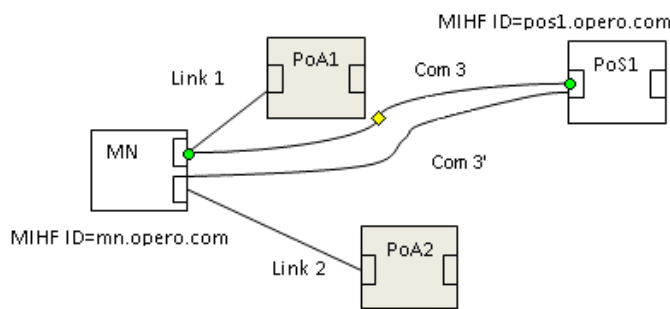 MIHF ID=pos1.opero.com
PoA1
PoS1
Link 1
Com 3
MN
Com 3'
MIHF ID=mn.opero.com
PoA2
Link 2